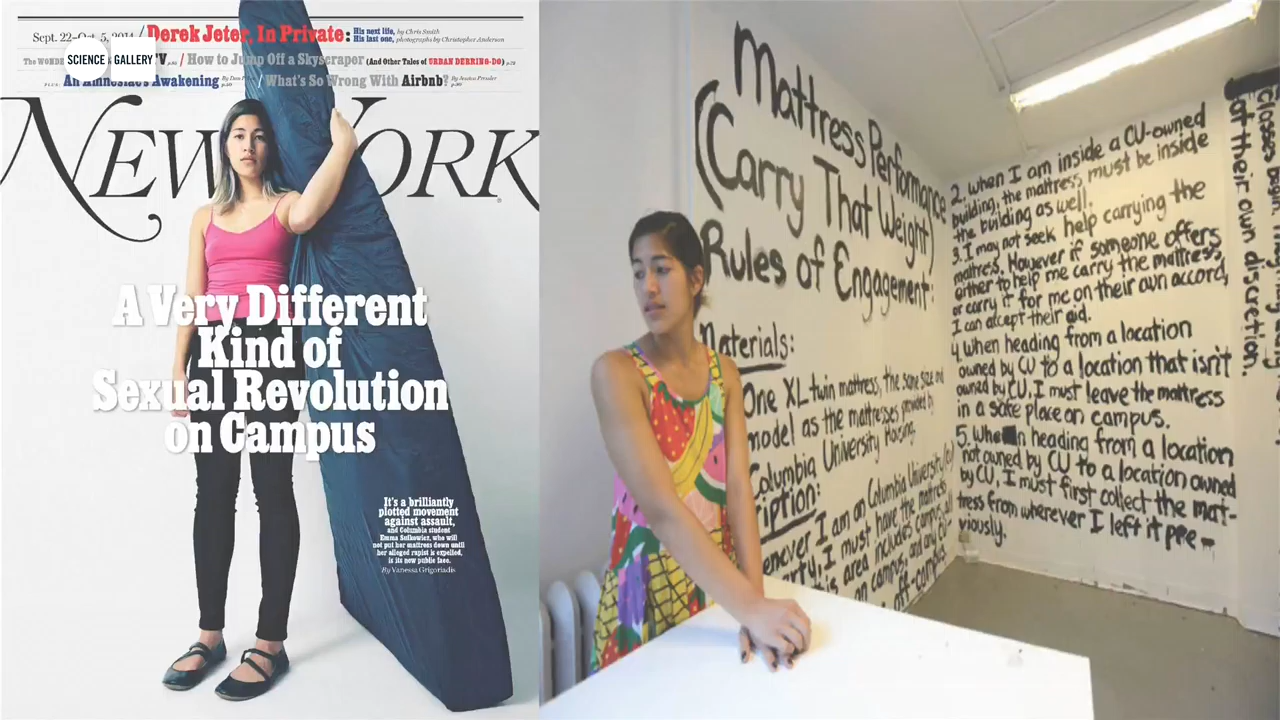 Sept. 22–Oct. 5, 2014 / Derek Jeter, In Private: His next life, by Chris Smith
His last one, photographs by Christopher Anderson
SCIENCE & GALLERY
TV / How to Jump Off a Skyscrapor (And Other Tales of URBAN DERRING-DO) p.72
PLUS: An Amnesiac's Awakening / What's So Wrong With Airbnb? By Jessica Pressler
NEW YORK
A Very Different
Kind of
Sexual Revolution
on Campus
It's a brilliantly
plotted movement
against assault,
and Columbia student
Emma Sulkowicz, who will
not put her mattress down until
her alleged rapist is expelled,
is its new public face.
By Vanessa Grigoriadis
Mattress Performance
(Carry That Weight)
Rules of Engagement:
Materials:
One XL twin mattress, the same size and
model as the mattresses provided by
Columbia University Housing.
ription:
enever I am on Columbia University
I must have the mattress
is area includes campus,
on campus, and any CU-
off-campus
2. when I am inside a CU-owned
building, the mattress must be inside
the building as well.
3. I may not seek help carrying the
mattress. However if someone offers
either to help me carry the mattress,
or carry it for me on their own accord,
I can accept their aid.
4. When heading from a location
owned by CU to a location that isn't
owned by CU, I must leave the mattress
in a safe place on campus.
5. When heading from a location
not owned by CU to a location owned
by CU, I must first collect the mat-
tress from wherever I left it pre-
viously.
classes begin.
at their own discretion.